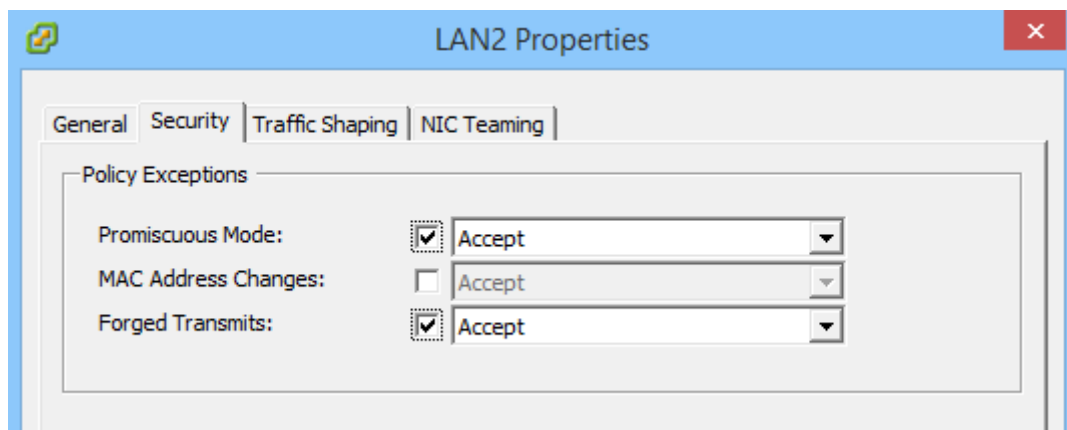 LAN2 Properties
General Security Traffic Shaping NIC Teaming
Policy Exceptions
Promiscuous Mode: Accept
MAC Address Changes: Accept
Forged Transmits: Accept